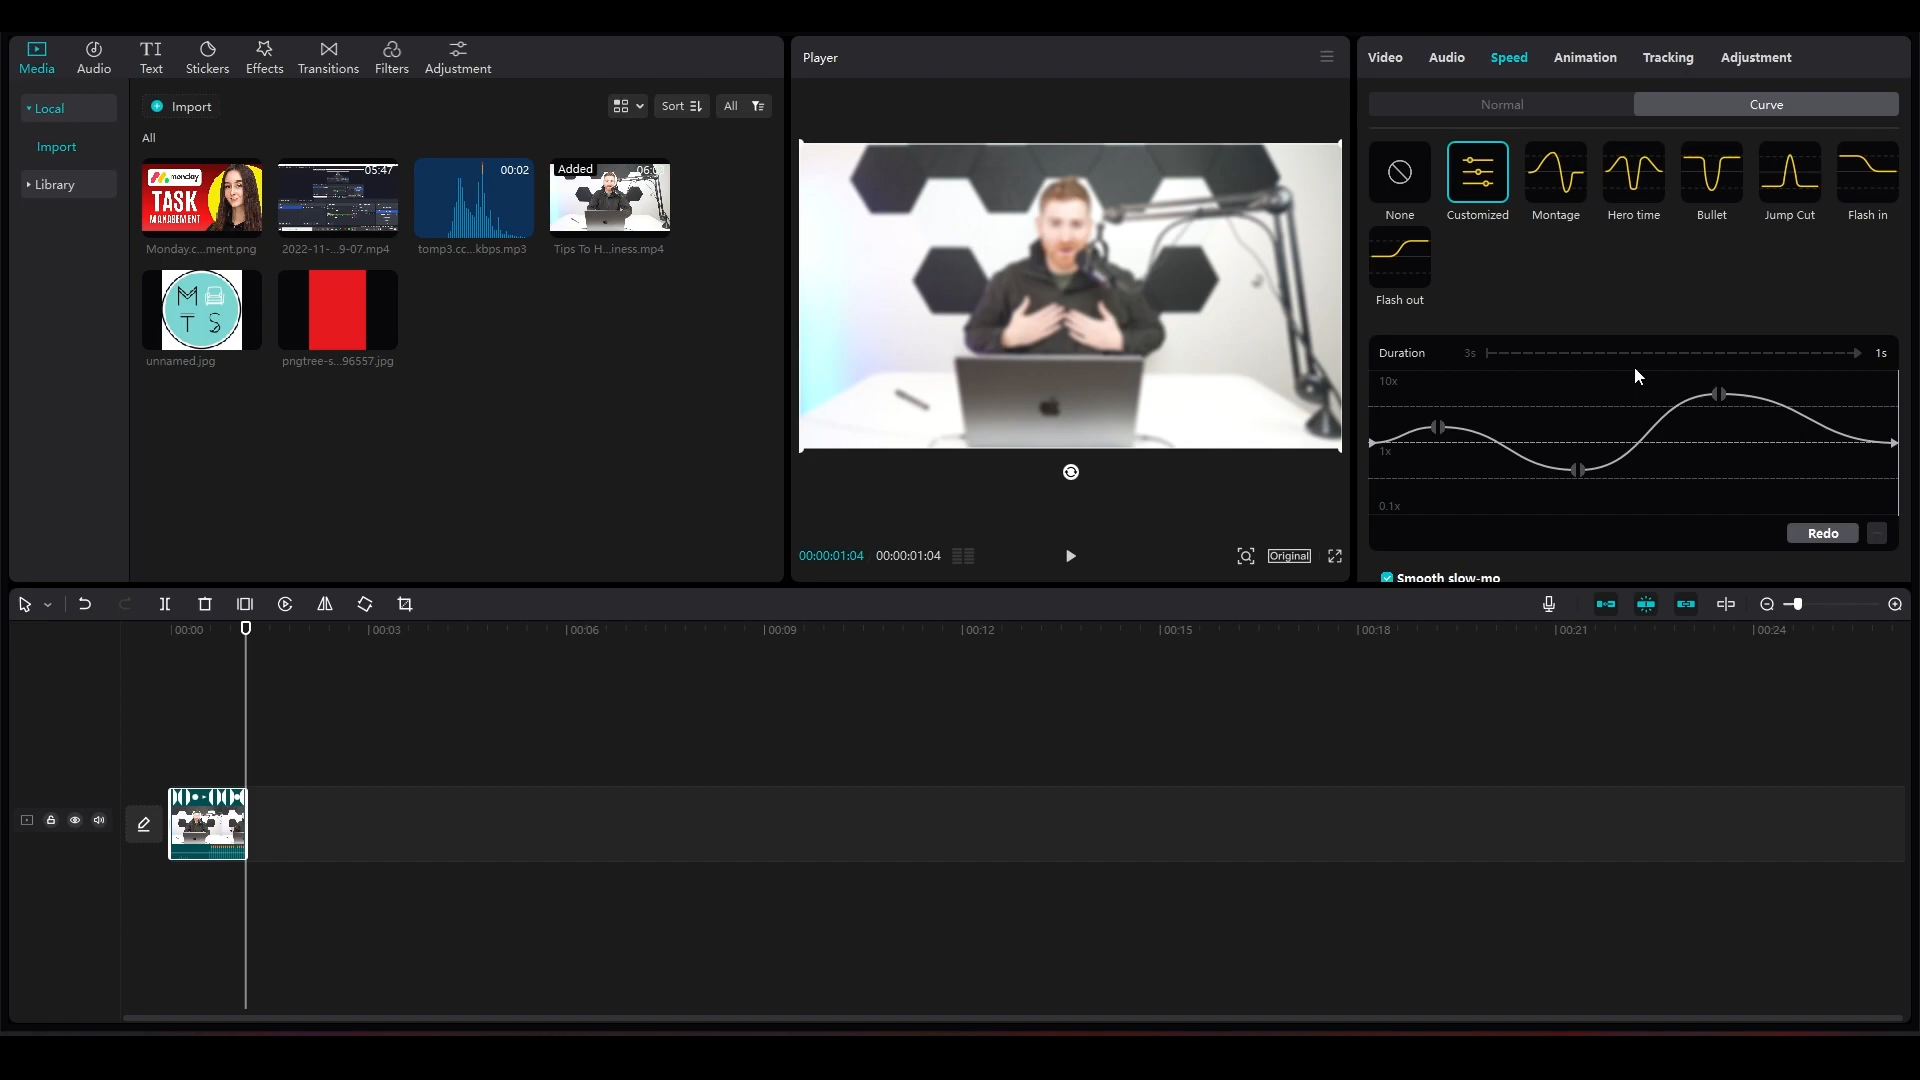 Media
Audio
TI
Text
Stickers
Effects
Transitions
Filters
Adjustment
Local
Import
Library
Import
Sort
All
All
monday
TASK
MANAGEMENT
Monday.c...ment.png
05:47
2022-11-...9-07.mp4
00:02
tomp3.cc...kbps.mp3
Added
Tips To H...iness.mp4
M
T S
unnamed.jpg
pngtree-s...96557.jpg
Player
00:00:01:04 00:00:01:04
Original
Video
Audio
Speed
Animation
Tracking
Adjustment
Normal
Curve
None
Customized
Montage
Hero time
Bullet
Jump Cut
Flash in
Flash out
Duration 3s 1s
10x
1x
0.1x
Redo
Smooth slow-mo
00:00
00:03
00:06
00:09
00:12
00:15
00:18
00:21
00:24